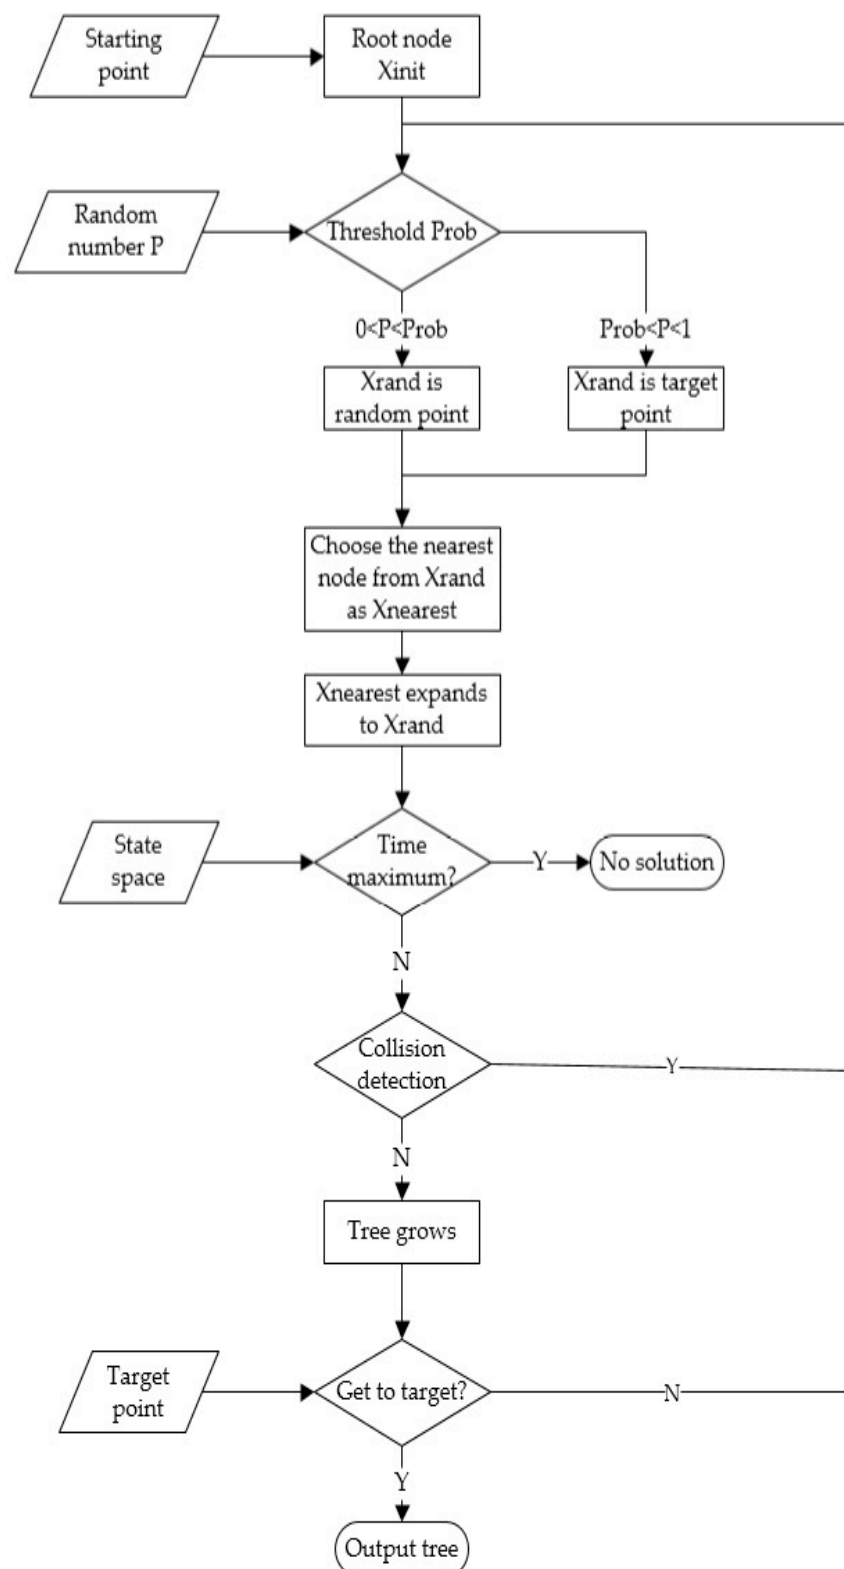 Starting
point
Root node
Xinit
Random
number P
Threshold Prob
0<P<Prob
Prob<P<1
Xrand is
random point
Xrand is target
point
Choose the nearest
node from Xrand
as Xnearest
Xnearest expands
to Xrand
State
space
Time
maximum?
Y
No solution
N
Collision
detection
Y
N
Tree grows
Target
point
Get to target?
N
Y
Output tree